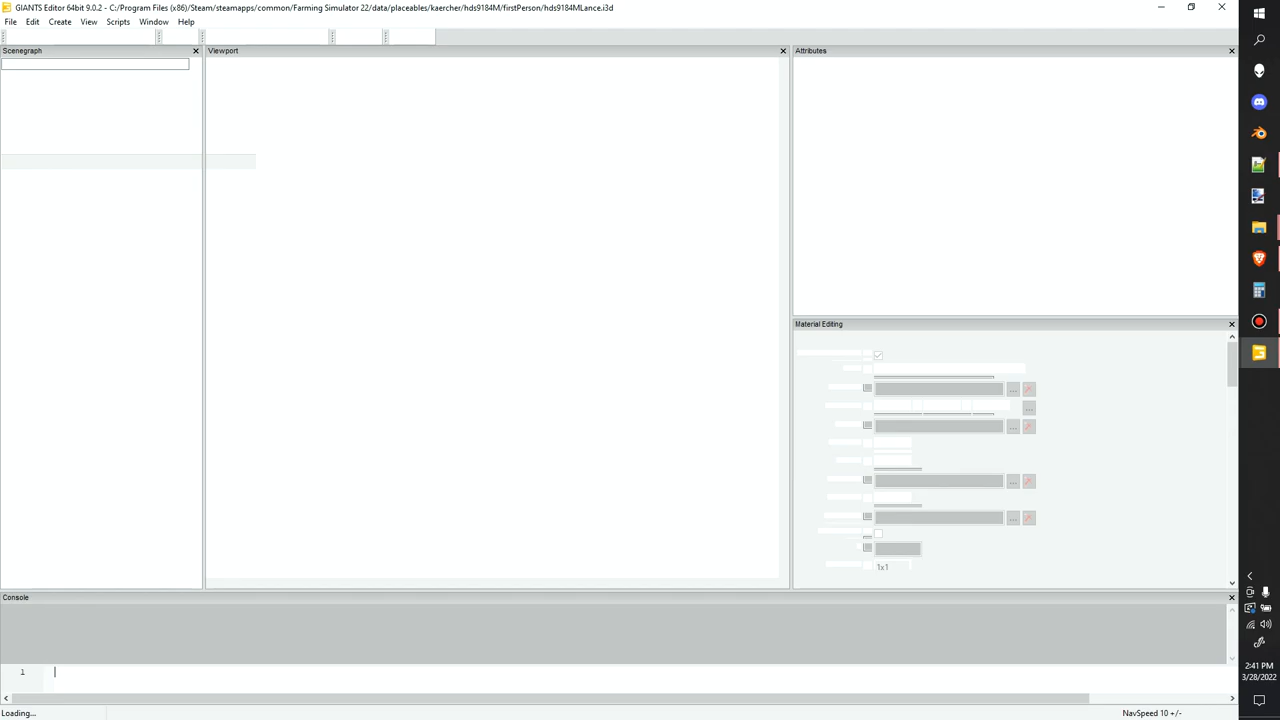 GIANTS Editor 64bit 9.0.2 - C:/Program Files (x86)/Steam/steamapps/common/Farming Simulator 22/data/placeables/kaercher/hds9184M/firstPerson/hds9184MLance.i3d
File Edit Create View Scripts Window Help
Scenegraph
Viewport
Attributes
Material Editing
...
...
...
...
...
1x1
Console
1
Loading...
NavSpeed 10 +/-
2:41 PM
3/28/2022